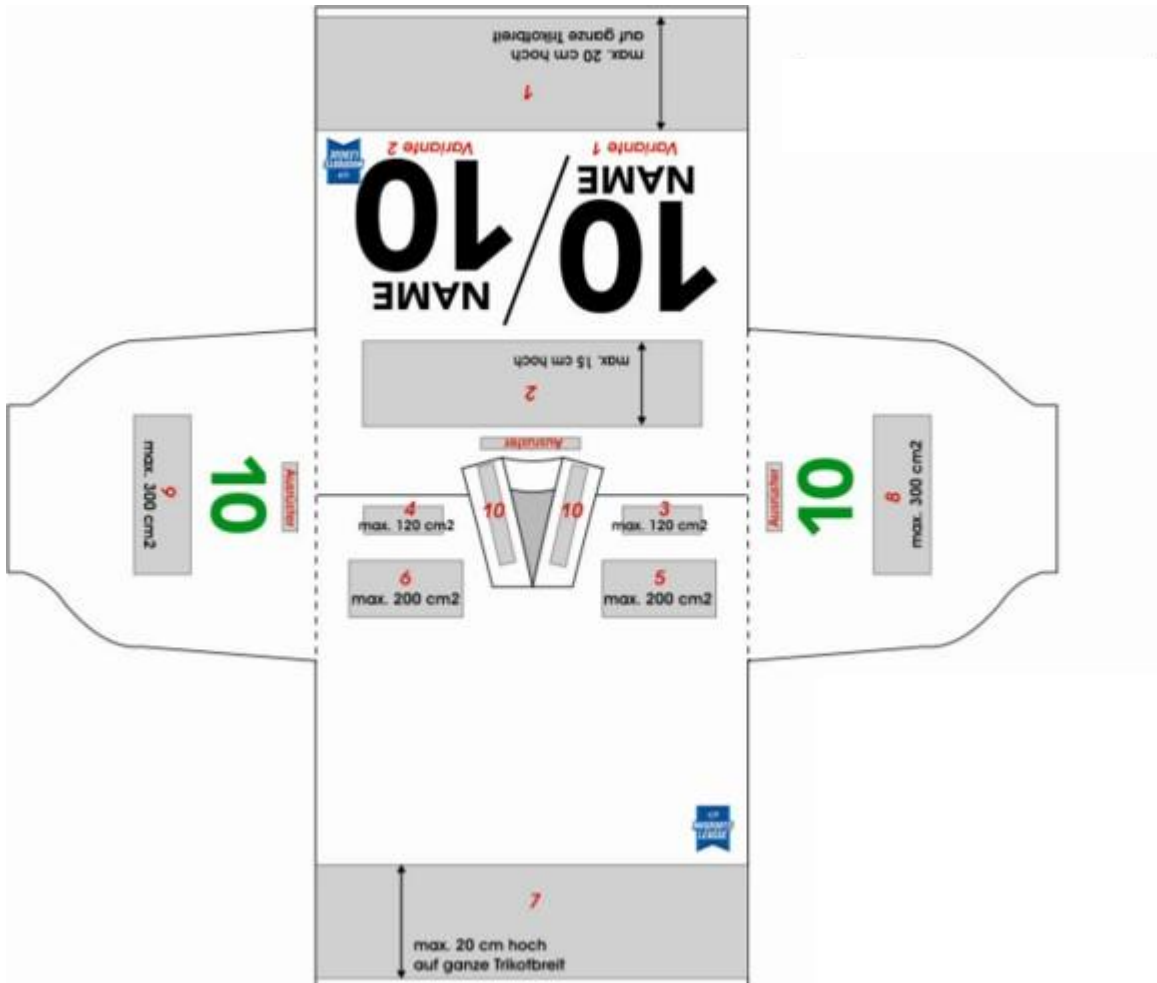 max. 20 cm hoch
auf ganze Trikotbreit
1
Variante 1
NAME
10
/
Variante 2
10
NAME
LEAGUE
max. 15 cm hoch
2
Ausrüster
10
10
4
max. 120 cm2
3
max. 120 cm2
6
max. 200 cm2
5
max. 200 cm2
9
max. 300 cm2
10
Ausrüster
Ausrüster
10
8
max. 300 cm2
LEAGUE
7
max. 20 cm hoch
auf ganze Trikotbreit